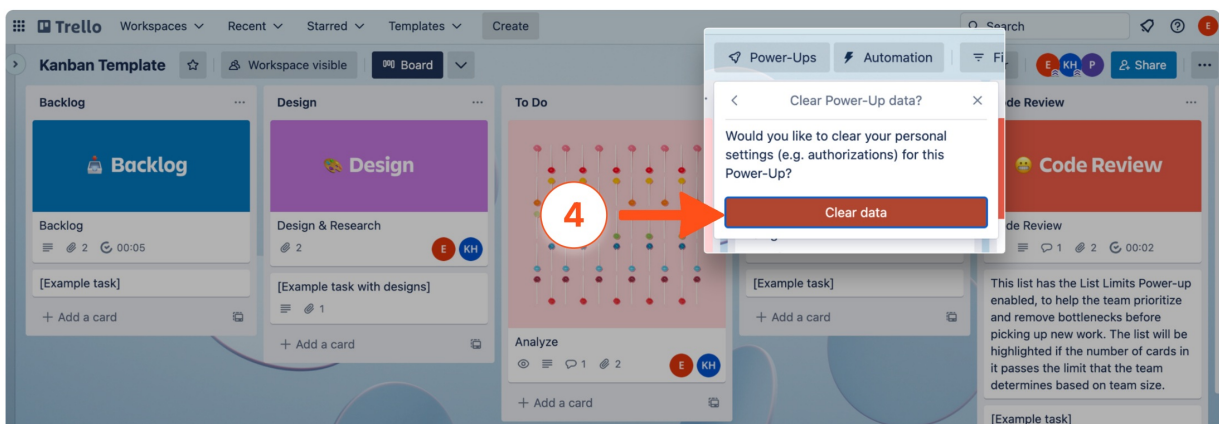 Trello
Workspaces
Recent
Starred
Templates
Create
Search
E
Kanban Template
Workspace visible
Board
Power-Ups
Automation
E
KH
P
Share
Backlog
Backlog
Backlog
2
00:05
[Example task]
+ Add a card
Design
Design
Design & Research
2
E
KH
[Example task with designs]
1
+ Add a card
To Do
Analyze
1
2
E
KH
+ Add a card
4
Clear Power-Up data?
Would you like to clear your personal
settings (e.g. authorizations) for this
Power-Up?
Clear data
[Example task]
+ Add a card
Code Review
Code Review
1
2
00:02
This list has the List Limits Power-up
enabled, to help the team prioritize
and remove bottlenecks before
picking up new work. The list will be
highlighted if the number of cards in
it passes the limit that the team
determines based on team size.
[Example task]